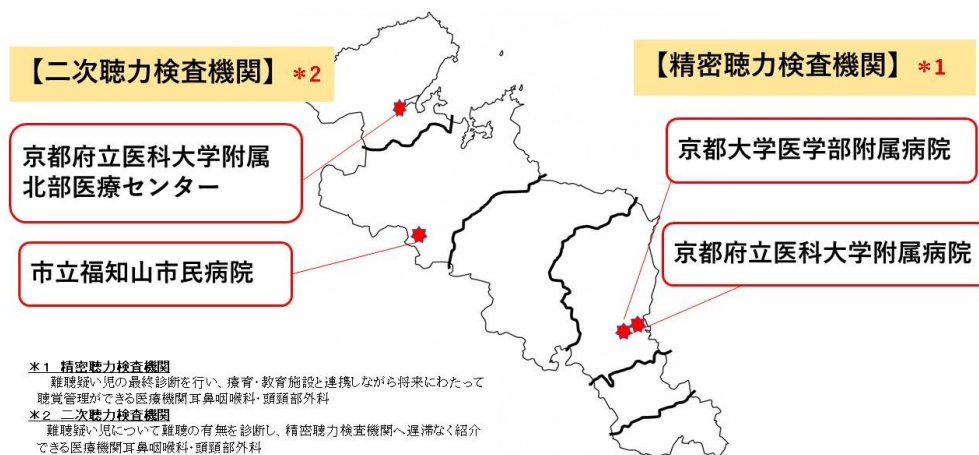 【二次聴力検査機関】 *2
京都府立医科大学附属
北部医療センター
市立福知山市民病院
【精密聴力検査機関】 *1
京都大学医学部附属病院
京都府立医科大学附属病院
*1 精密聴力検査機関
難聴疑い児の最終診断を行い、療育・教育施設と連携しながら将来にわたって
聴覚管理ができる医療機関耳鼻咽喉科・頭頸部外科
*2 二次聴力検査機関
難聴疑い児について難聴の有無を診断し、精密聴力検査機関へ遅滞なく紹介
できる医療機関耳鼻咽喉科・頭頸部外科